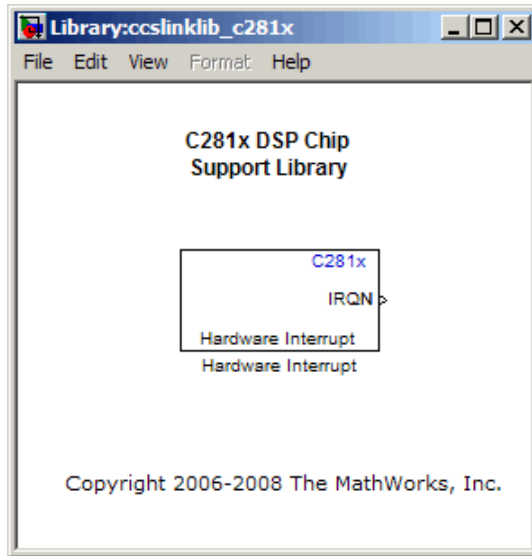 Library:ccslinklib_c281x
File Edit View Format Help
C281x DSP Chip
Support Library
C281x
IRQN
Hardware Interrupt
Hardware Interrupt
Copyright 2006-2008 The MathWorks, Inc.